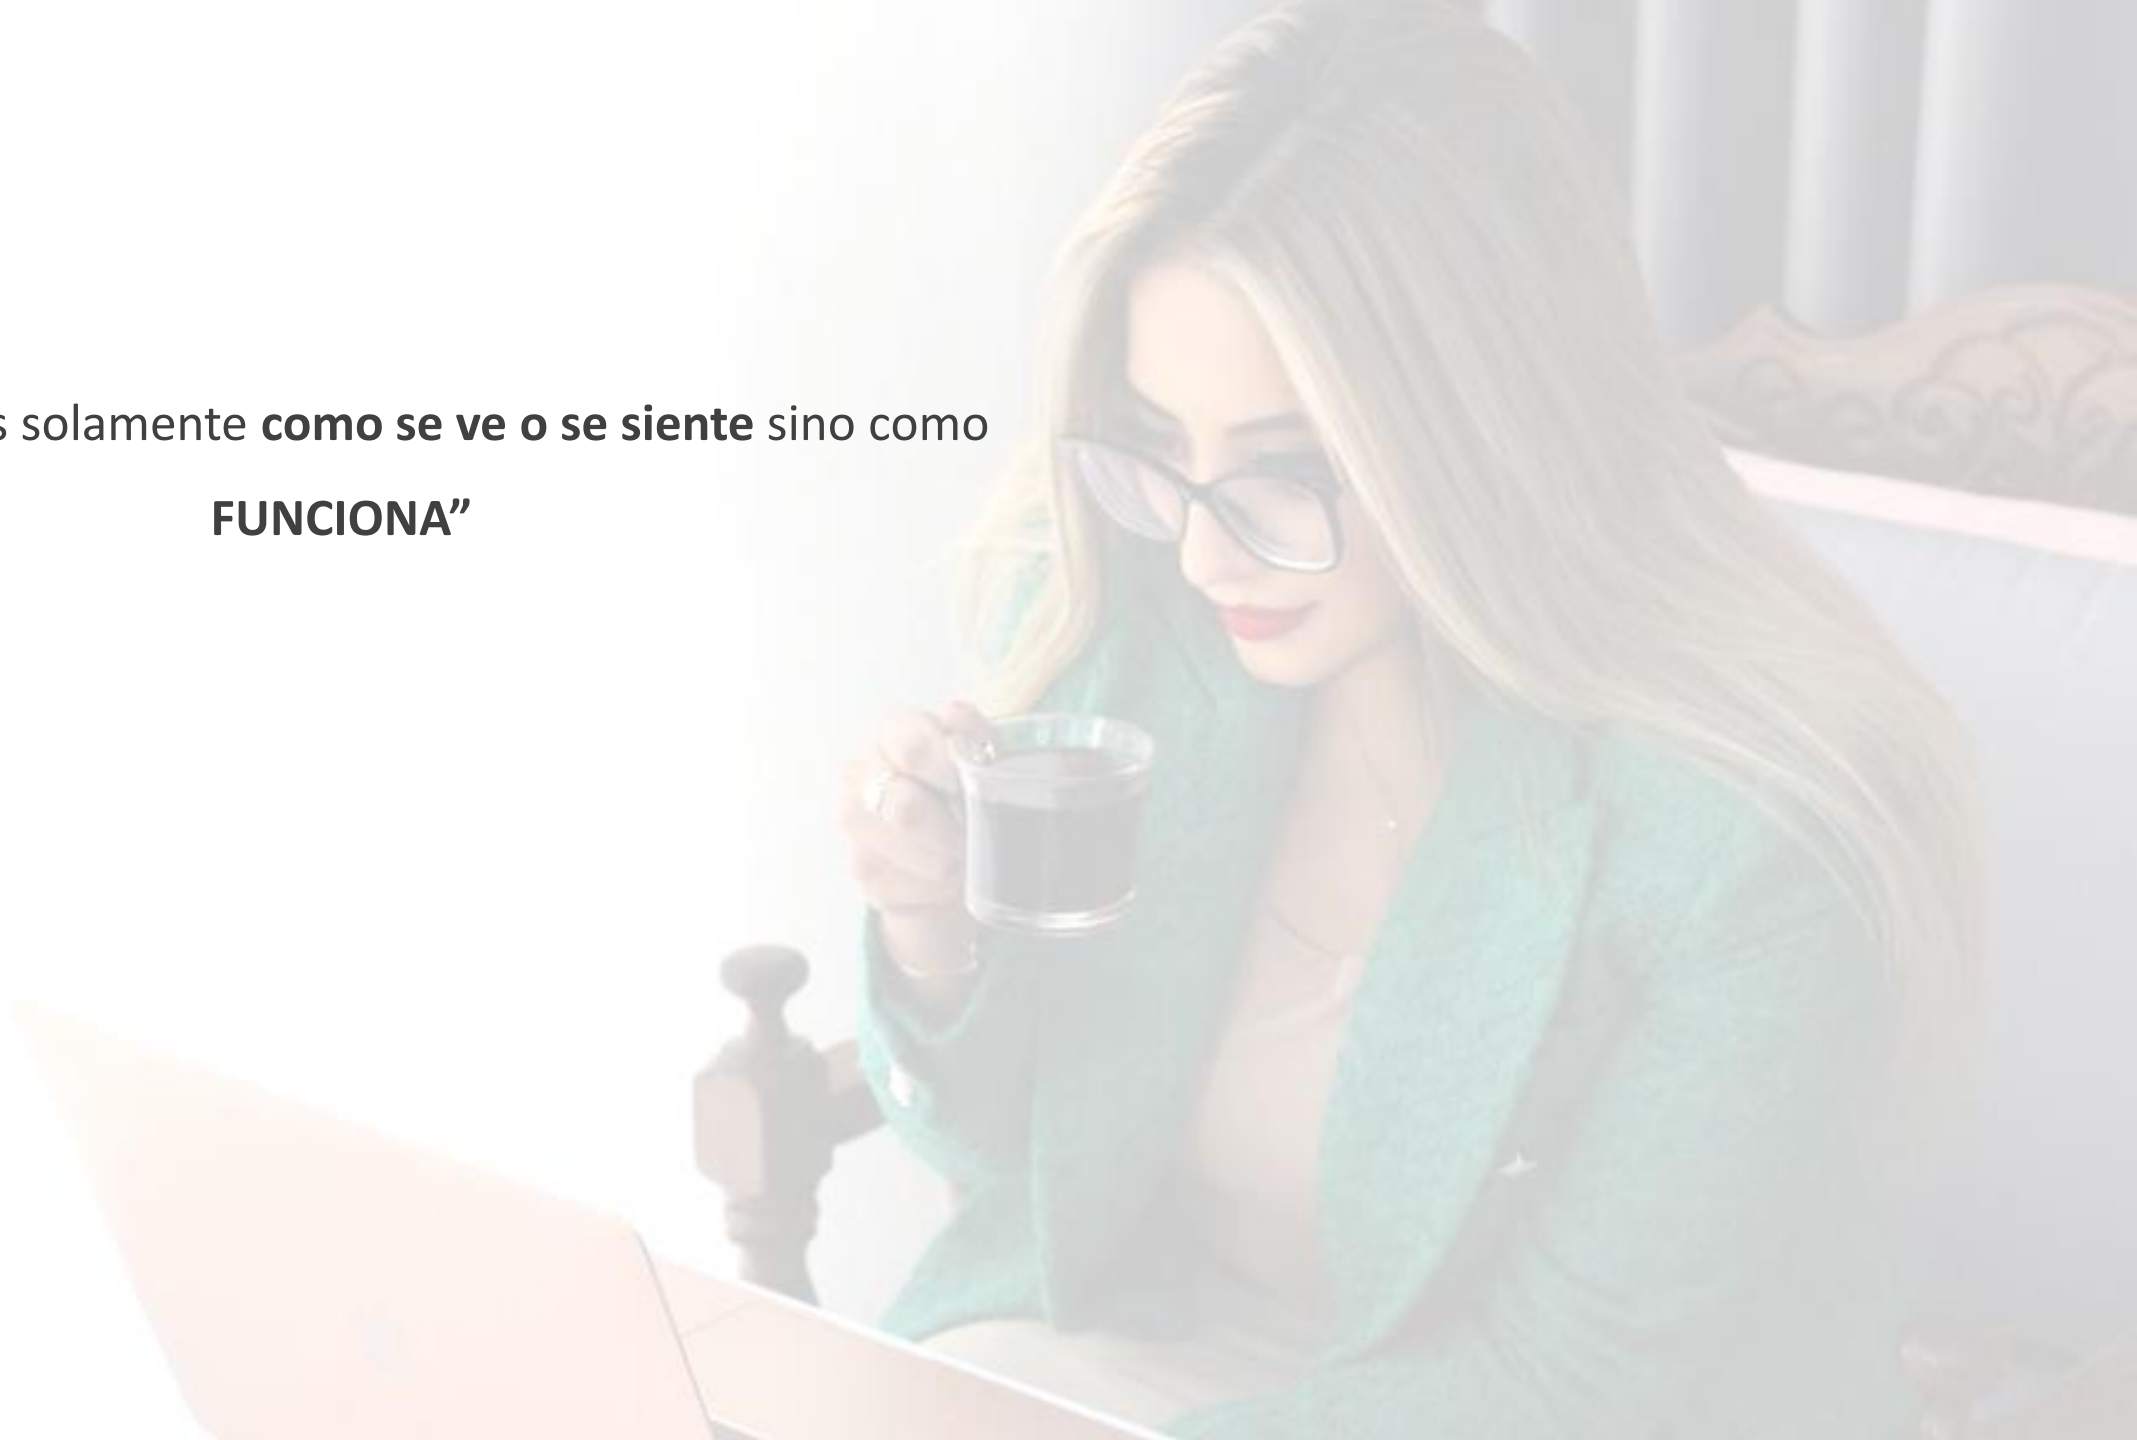 s solamente como se ve o se siente sino como
FUNCIONA”